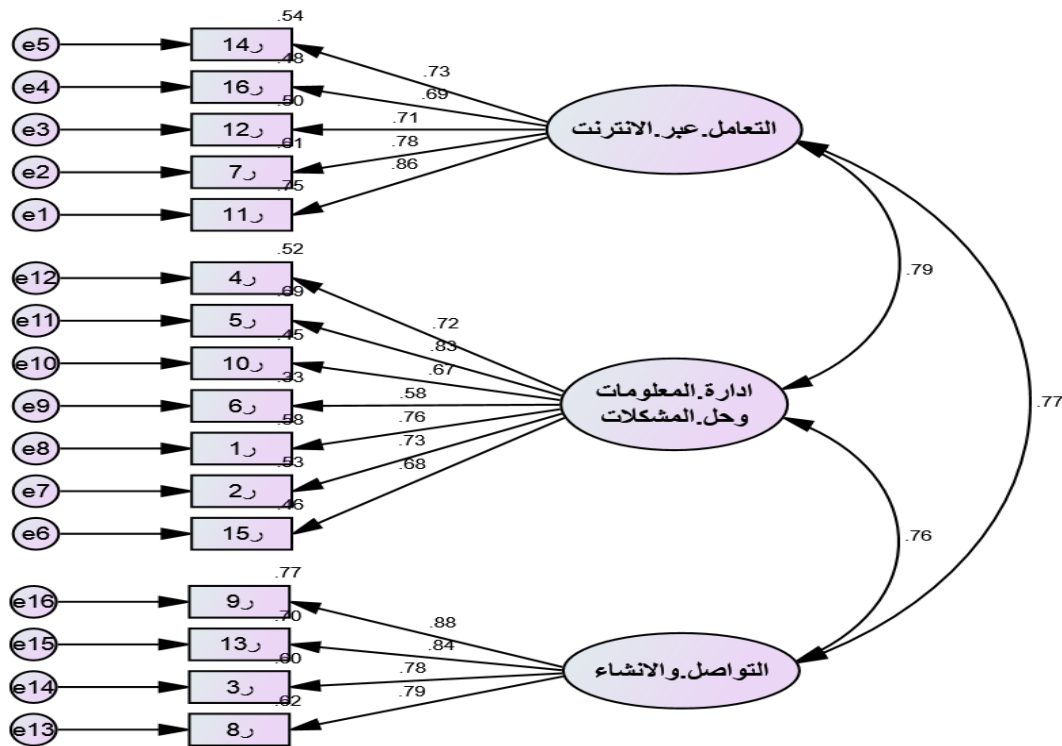 .54
e5
ر14
.73
.48
e4
ر16
.69
.50
e3
ر12
.71
التعامل.عبر.الانترنت
.61
e2
ر7
.78
.75
e1
ر11
.86
.79
.52
e12
ر4
.72
.69
e11
ر5
.83
.45
e10
ر10
.67
.33
e9
ر6
.58
ادارة.المعلومات
وحل.المشكلات
.77
.58
e8
ر1
.76
.53
e7
ر2
.73
.46
e6
ر15
.68
.76
.77
e16
ر9
.88
.70
e15
ر13
.84
.60
e14
ر3
.78
التواصل.والانشاء
.62
e13
ر8
.79